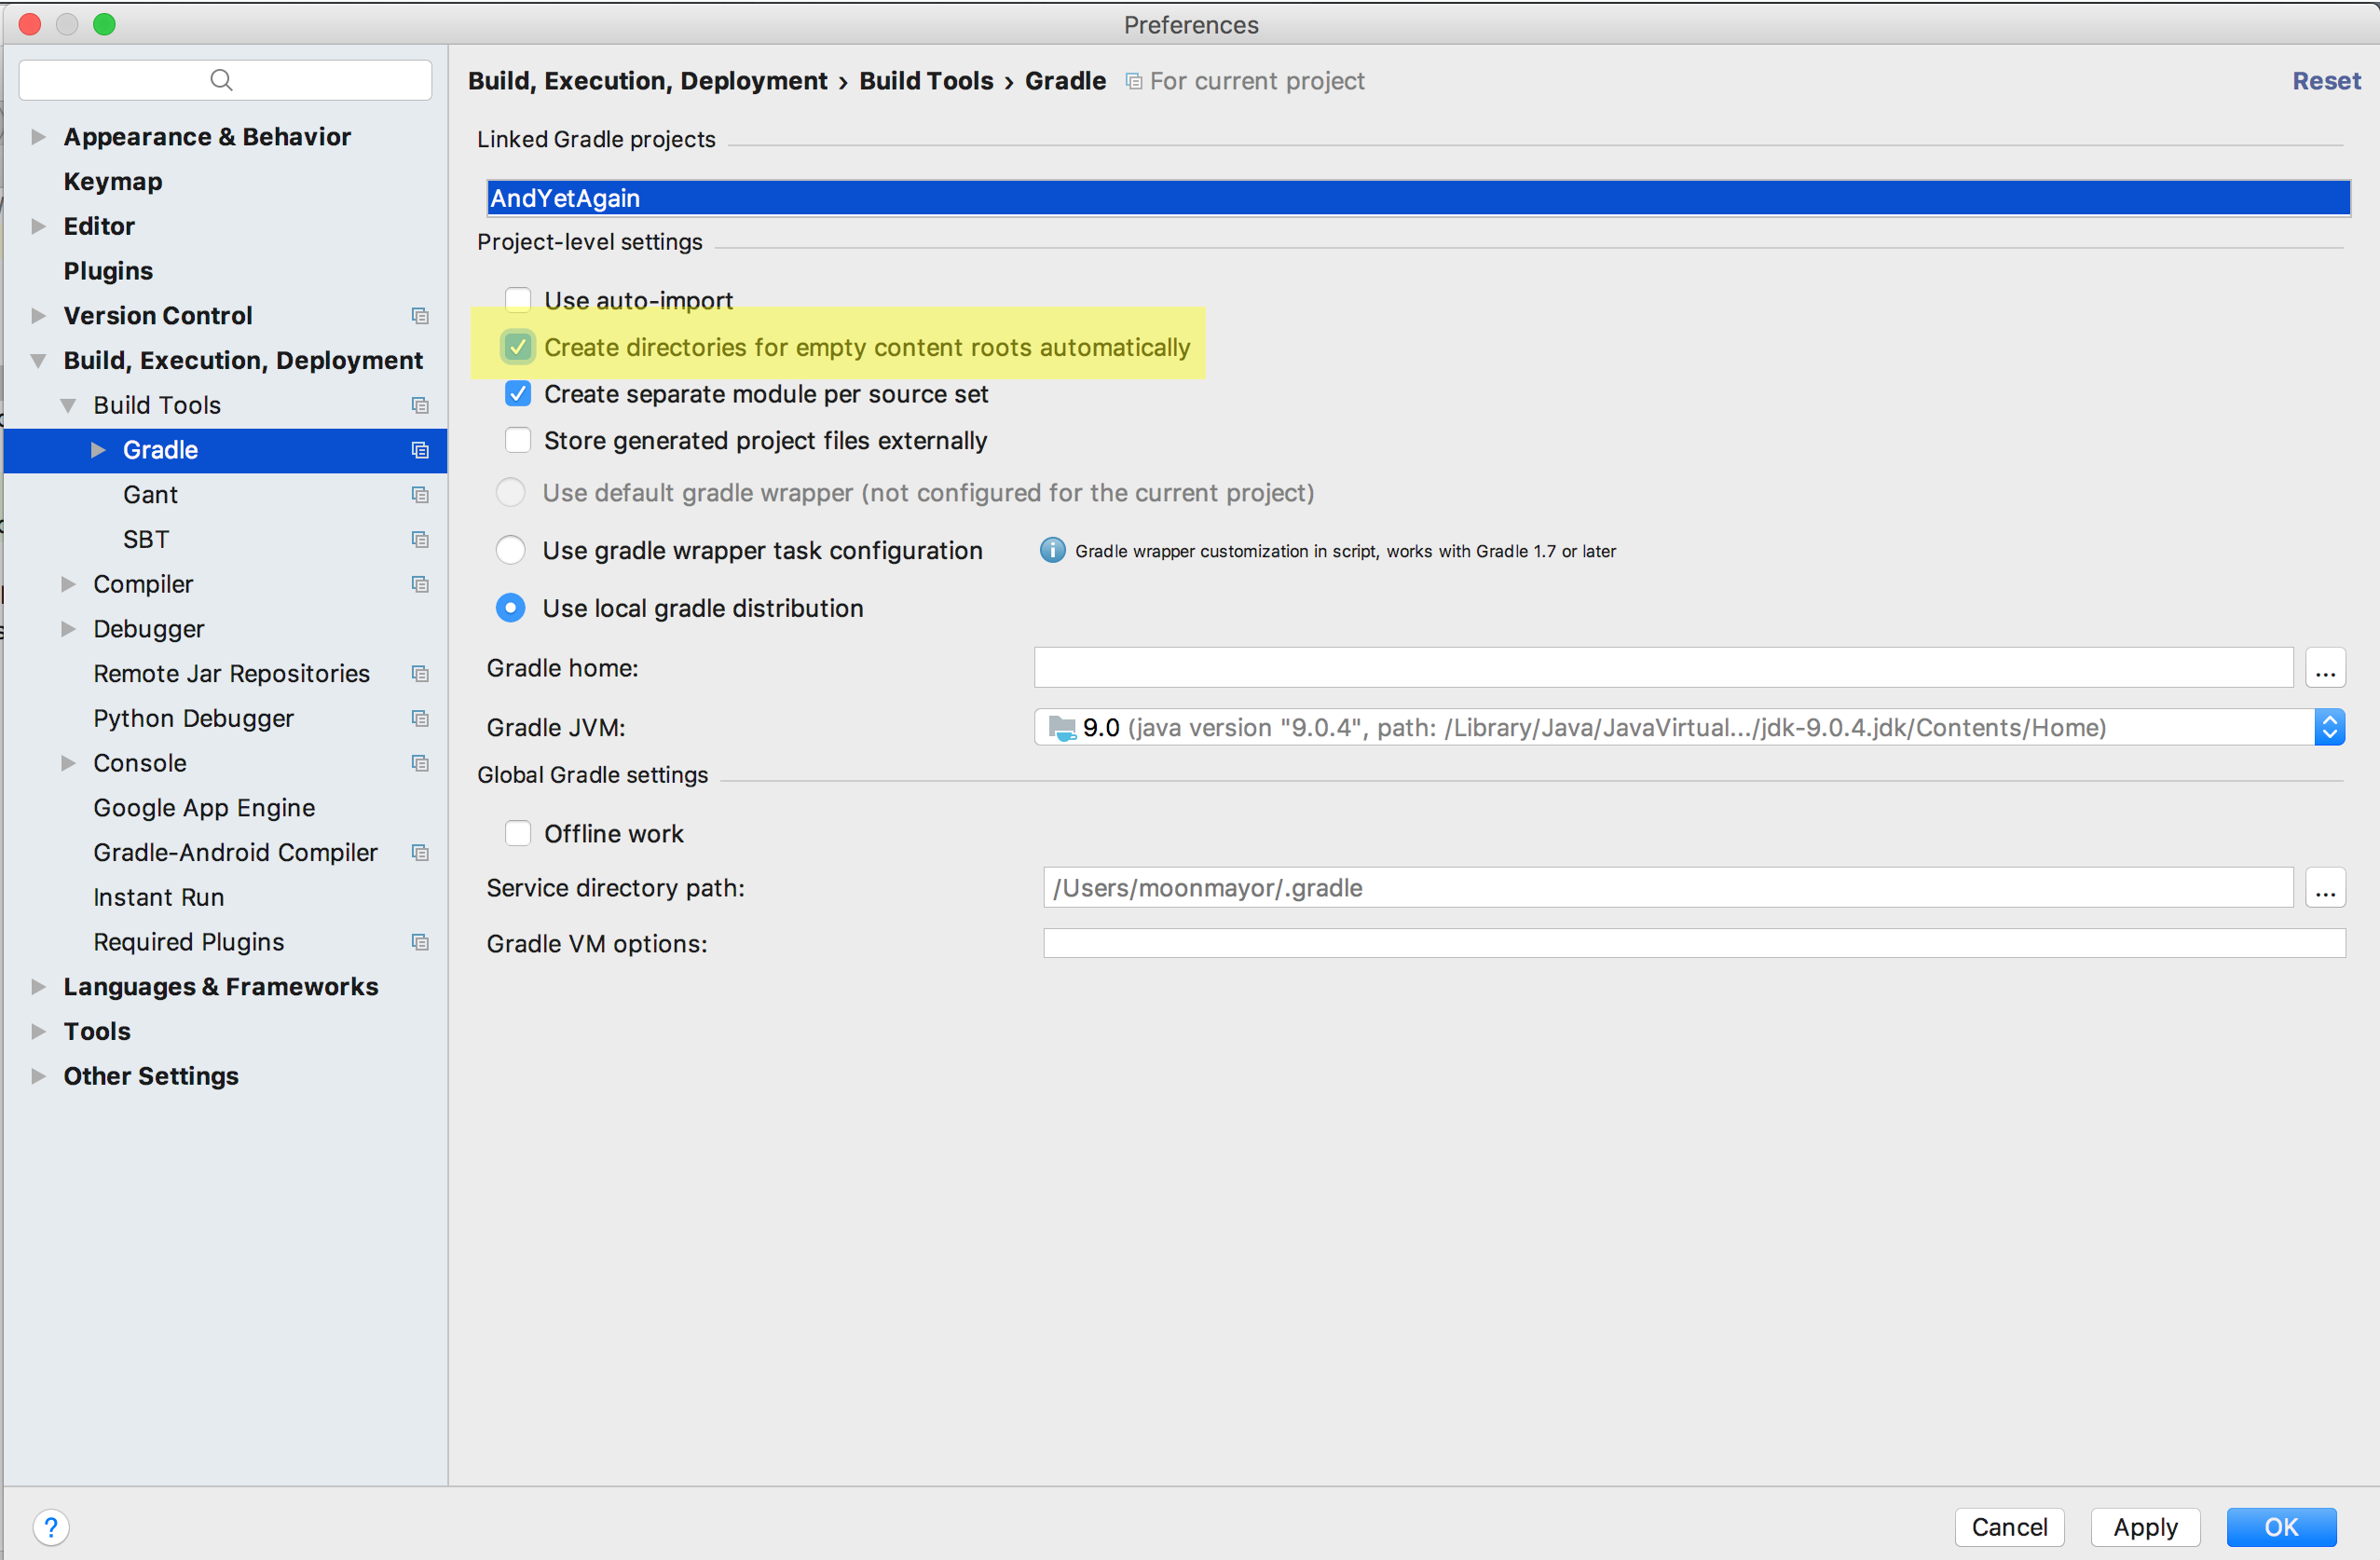 Preferences
Appearance & Behavior
Keymap
Editor
Plugins
Version Control
Build, Execution, Deployment
Build Tools
Gradle
Gant
SBT
Compiler
Debugger
Remote Jar Repositories
Python Debugger
Console
Google App Engine
Gradle-Android Compiler
Instant Run
Required Plugins
Languages & Frameworks
Tools
Other Settings
Build, Execution, Deployment › Build Tools › Gradle For current project
Reset
Linked Gradle projects
AndYetAgain
Project-level settings
Use auto-import
Create directories for empty content roots automatically
Create separate module per source set
Store generated project files externally
Use default gradle wrapper (not configured for the current project)
Use gradle wrapper task configuration
Gradle wrapper customization in script, works with Gradle 1.7 or later
Use local gradle distribution
Gradle home:
...
Gradle JVM:
9.0 (java version "9.0.4", path: /Library/Java/JavaVirtual.../jdk-9.0.4.jdk/Contents/Home)
Global Gradle settings
Offline work
Service directory path:
/Users/moonmayor/.gradle
...
Gradle VM options:
?
Cancel
Apply
OK